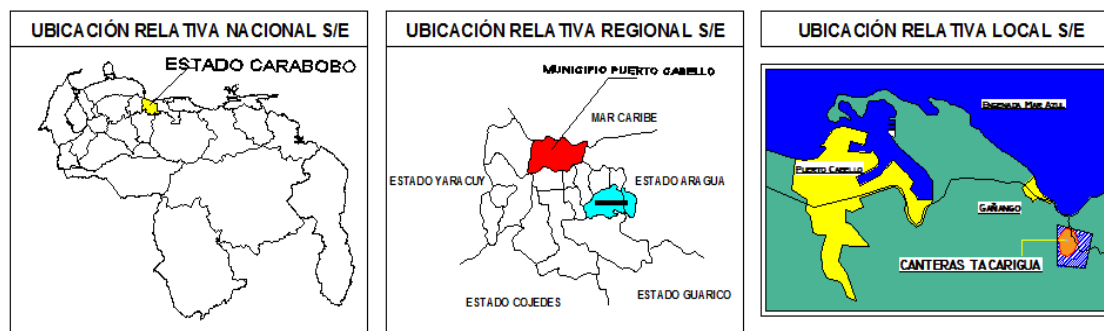 UBICACIÓN RELATIVA NACIONAL S/E
ESTADO CARABOBO
UBICACIÓN RELATIVA REGIONAL S/E
MUNICIPIO PUERTO CABELLO
MAR CARIBE
ESTADO YARACUY
ESTADO ARAGUA
ESTADO COJEDES
ESTADO GUARICO
UBICACIÓN RELATIVA LOCAL S/E
ENSENADA MAR AZUL
PUERTO CABELLO
GAÑANGO
CANTERAS TACARIGUA